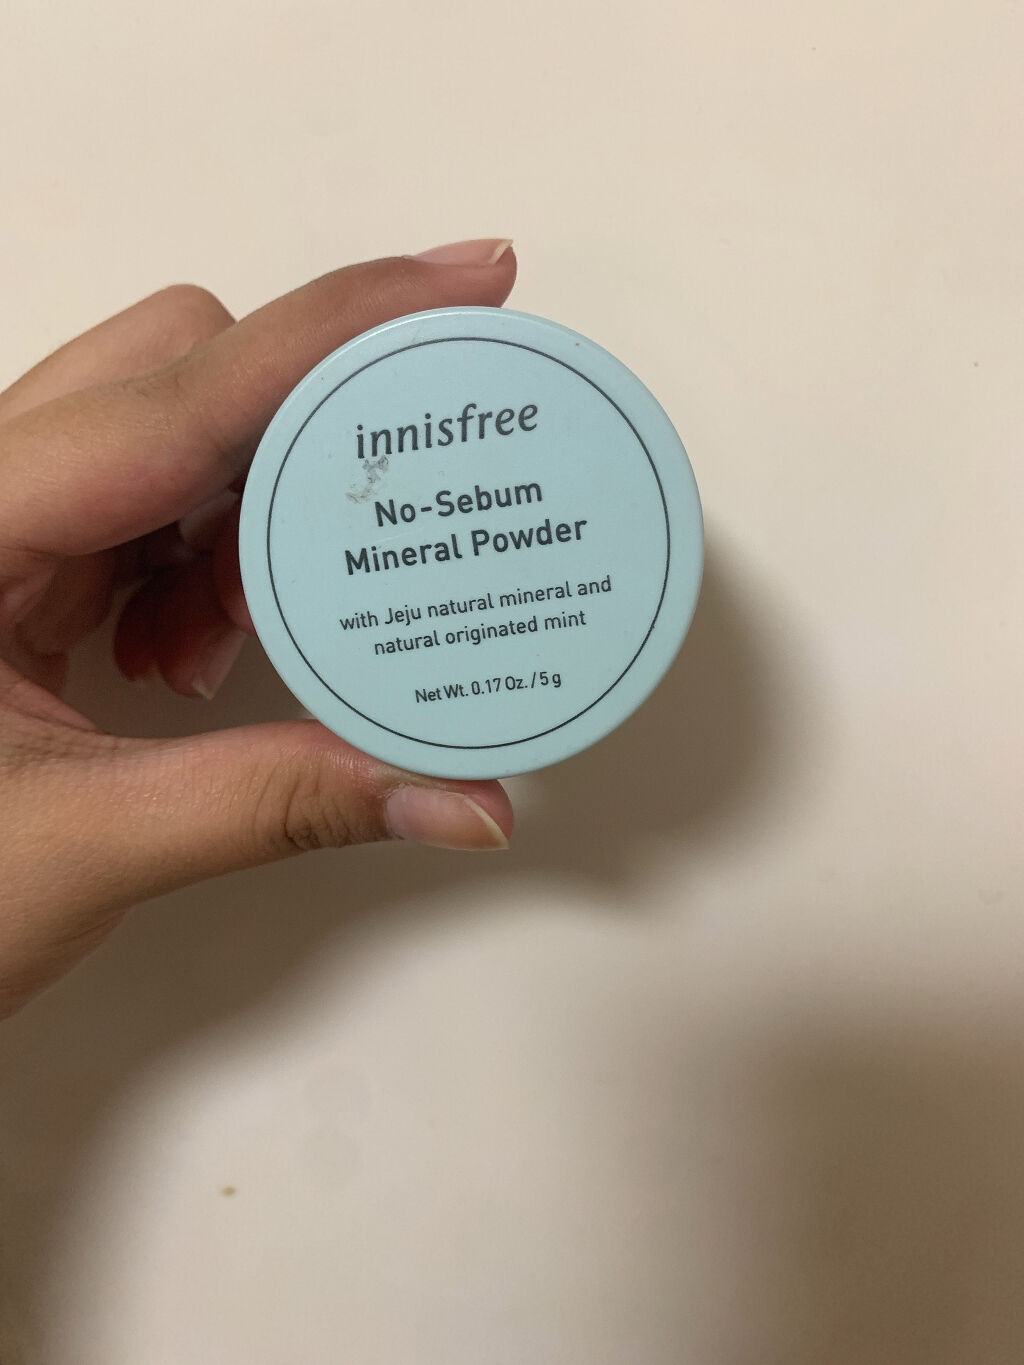 innisfree
No-Sebum
Mineral Powder
with Jeju natural mineral and
natural originated mint
Net Wt. 0.17 Oz. / 5 g